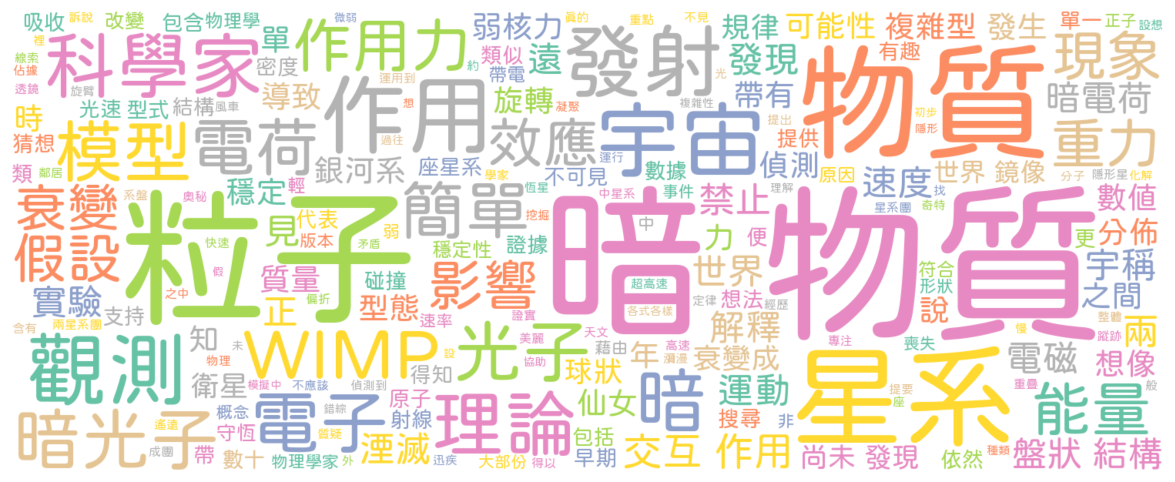 吸收 改變 包含物理學 微弱 弱核力 訴說 真的 重點 不見 規律 可能性 複雜型 發生 單一 正子 設想
科學家 單 作用力 類似 遠 發射 發現 有趣 現象
裡 線索 佔據 密度 約 帶電 光 物質
透鏡 旋臂 導致 運用到 想 旋轉 凝聚 複雜性 帶有 初步 暗電荷
光速 型式 結構 風車 作用 提出 隱形
時 猜想 模型 電荷 過往 效應 宇宙 提供 重力
類 鄰居 銀河系 座星系 運行 不可見 數據 偵測 原因 世界 鏡像 分子 隱形星 化解
衰變 系盤 奧秘 穩定 輕 學家 恆星 事件 中星系 理解 速度 星系團 找 奇特 數值
粒子 代表 簡單 挖掘 暗 禁止 物質
假設 快速 見 版本 矛盾 弱 穩定性 證據 中 力 便 更 分佈
假 質量 碰撞 影響 世界 符合 宇稱
實驗 之中 偏折 型態 超高速 定律 想法 經歷 形狀 之間
支持 正 速率 證實 各式各樣 說 整體
含有 兩星系團 未 知 WIMP 設 光子 美麗 天文 高速 解釋 專注 慢 蹤跡 兩
觀測 物理 協助 藉由 年 瀰漫 衰變成 喪失 電磁 想像
衛星 模擬中 不應該 偵測到 得知 球狀 暗 運動 星系 提要 重疊 般
暗光子 遙遠 概念 電子 錯綜 原子 射線 理論 仙女 搜尋 非 座 能量
守恆 質疑 湮滅 包括
成團 帶 數十 物理學家 外 迅疾 大部份 得以 早期 交互 作用 尚未 發現 依然 種類 盤狀 結構